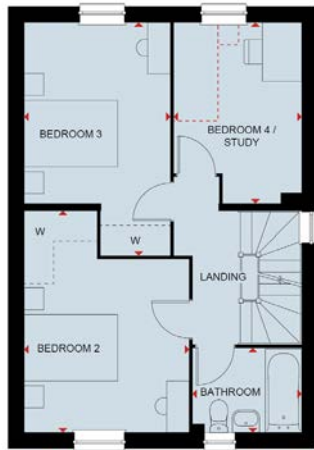 BEDROOM 3
BEDROOM 4 /
STUDY
W
W
LANDING
BEDROOM 2
BATHROOM